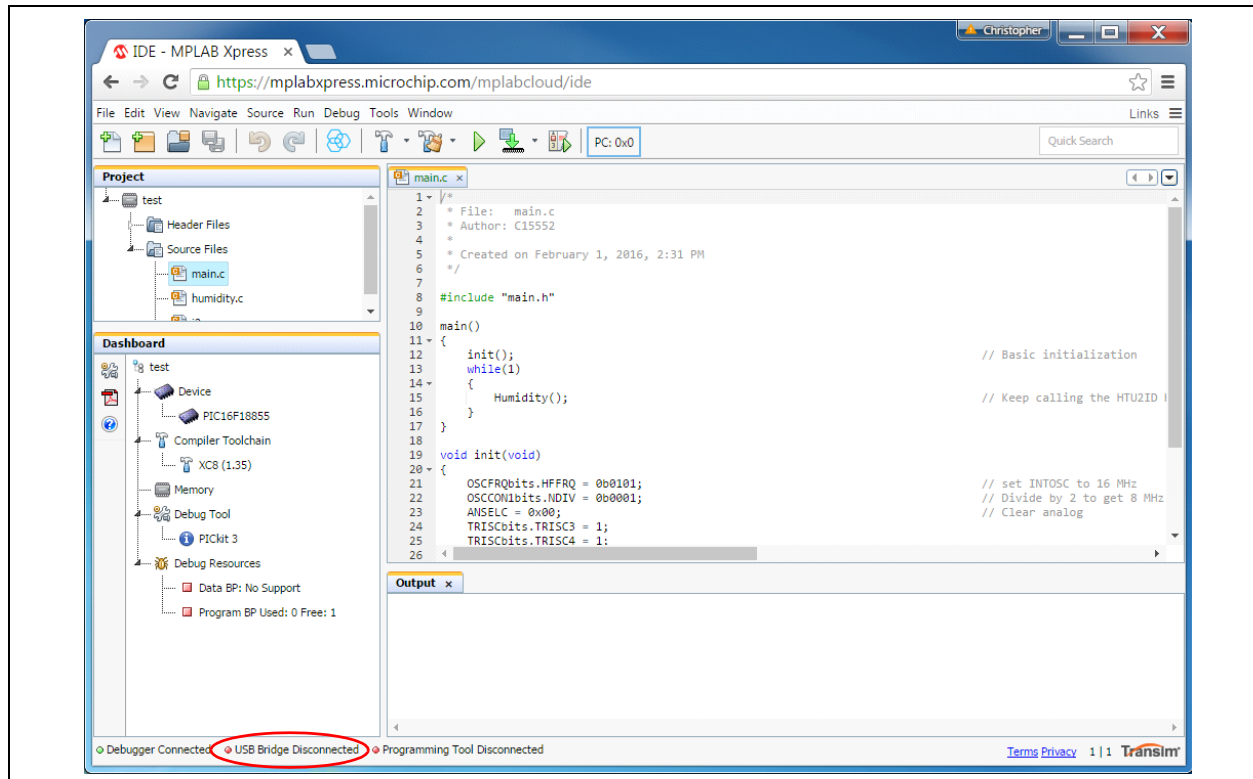 Christopher
IDE - MPLAB Xpress ×
https://mplabxpress.microchip.com/mplabcloud/ide
File Edit View Navigate Source Run Debug Tools Window
Links
PC: 0x0
Quick Search
Project
test
Header Files
Source Files
main.c
humidity.c
Dashboard
test
Device
PIC16F18855
Compiler Toolchain
XC8 (1.35)
Memory
Debug Tool
PICkit 3
Debug Resources
Data BP: No Support
Program BP Used: 0 Free: 1
main.c ×
1 /*
2 * File: main.c
3 * Author: C15552
4 *
5 * Created on February 1, 2016, 2:31 PM
6 */
7
8 #include "main.h"
9
10 main()
11 {
12 init(); // Basic initialization
13 while(1)
14 {
15 Humidity(); // Keep calling the HTU2ID
16 }
17 }
18
19 void init(void)
20 {
21 OSCFRQbits.HFFRQ = 0b0101; // set INTOSC to 16 MHz
22 OSCCON1bits.NDIV = 0b0001; // Divide by 2 to get 8 MHz
23 ANSELC = 0x00; // Clear analog
24 TRISCbits.TRISC3 = 1;
25 TRISCbits.TRISC4 = 1;
26
Output x
Debugger Connected USB Bridge Disconnected Programming Tool Disconnected
Terms Privacy 1 | 1 Transim